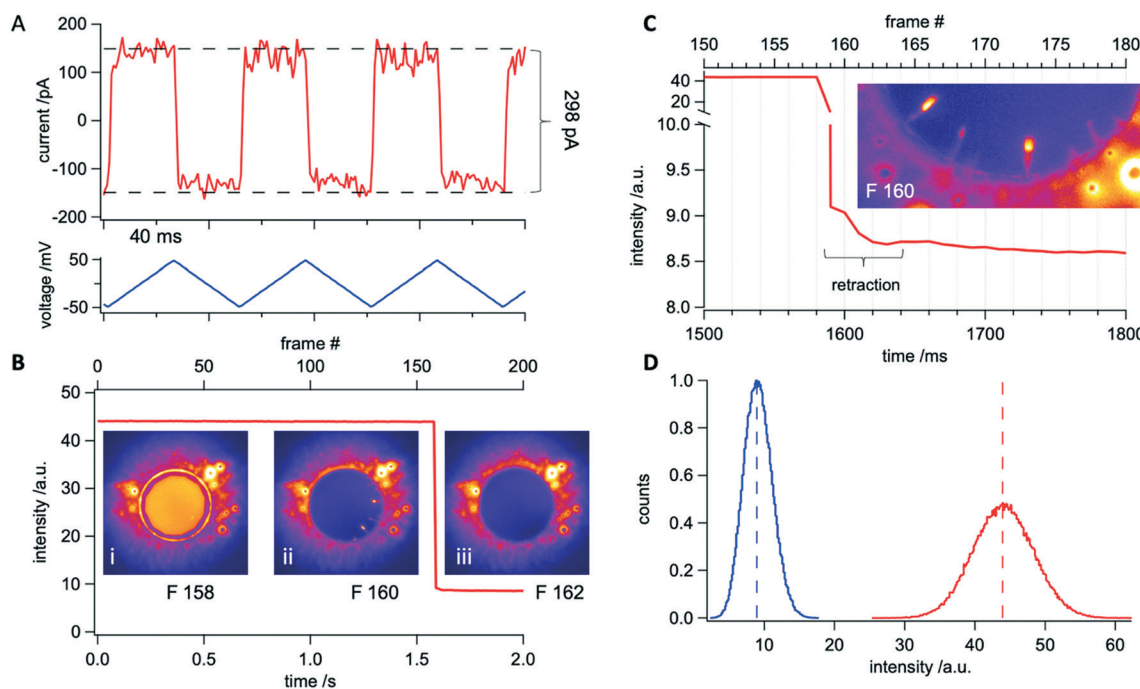 A
200
100
0
-100
-200
current /pA
298 pA
40 ms
50
-50
voltage /mV
B
frame #
0 50 100 150 200
50
40
30
20
10
0
intensity /a.u.
i
ii
iii
F 158
F 160
F 162
0.0 0.5 1.0 1.5 2.0
time /s
C
frame #
150 155 160 165 170 175 180
40
20
10.0
9.5
9.0
8.5
8.0
intensity /a.u.
F 160
retraction
1500 1600 1700 1800
time /ms
D
1.0
0.8
0.6
0.4
0.2
0.0
counts
10 20 30 40 50 60
intensity /a.u.